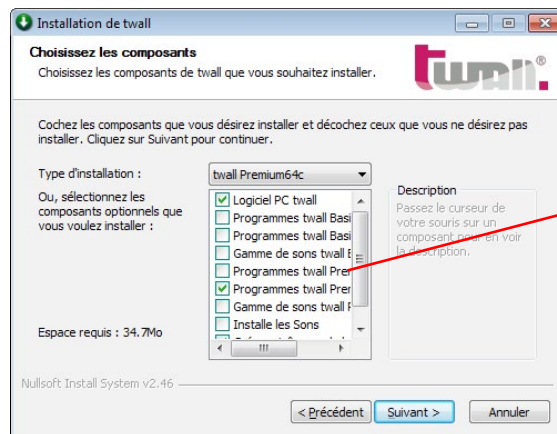 Installation de twall
Choisissez les composants
Choisissez les composants de twall que vous souhaitez installer.
twall®
Cochez les composants que vous désirez installer et décochez ceux que vous ne désirez pas
installer. Cliquez sur Suivant pour continuer.
Type d'installation :
twall Premium64c
Ou, sélectionnez les
composants optionnels que
vous voulez installer :
Logiciel PC twall
Programmes twall Basi
Programmes twall Basi
Gamme de sons twall B
Programmes twall Prer
Programmes twall Prer
Gamme de sons twall P
Installe les Sons
Description
Passez le curseur de
votre souris sur un
composant pour en voir
la description.
Espace requis : 34.7Mo
Nullsoft Install System v2.46
< Précédent
Suivant >
Annuler